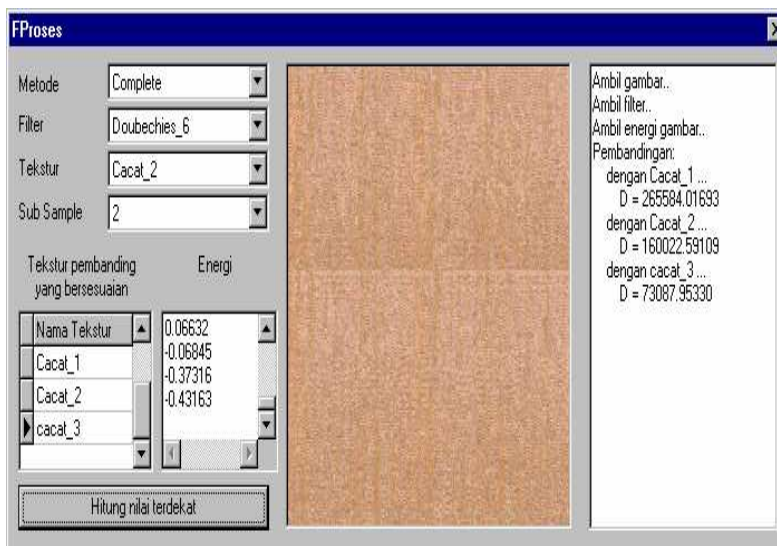 FProses
Metode Complete
Filter Doubechies_6
Tekstur Cacat_2
Sub Sample 2
Tekstur pembanding
yang bersesuaian
Energi
Nama Tekstur
Cacat_1
Cacat_2
cacat_3
0.06632
-0.06845
-0.37316
-0.43163
Hitung nilai terdekat
Ambil gambar..
Ambil filter..
Ambil energi gambar..
Pembandingan:
dengan Cacat_1 ...
D = 265584.01693
dengan Cacat_2 ...
D = 160022.59109
dengan cacat_3 ...
D = 73087.95330